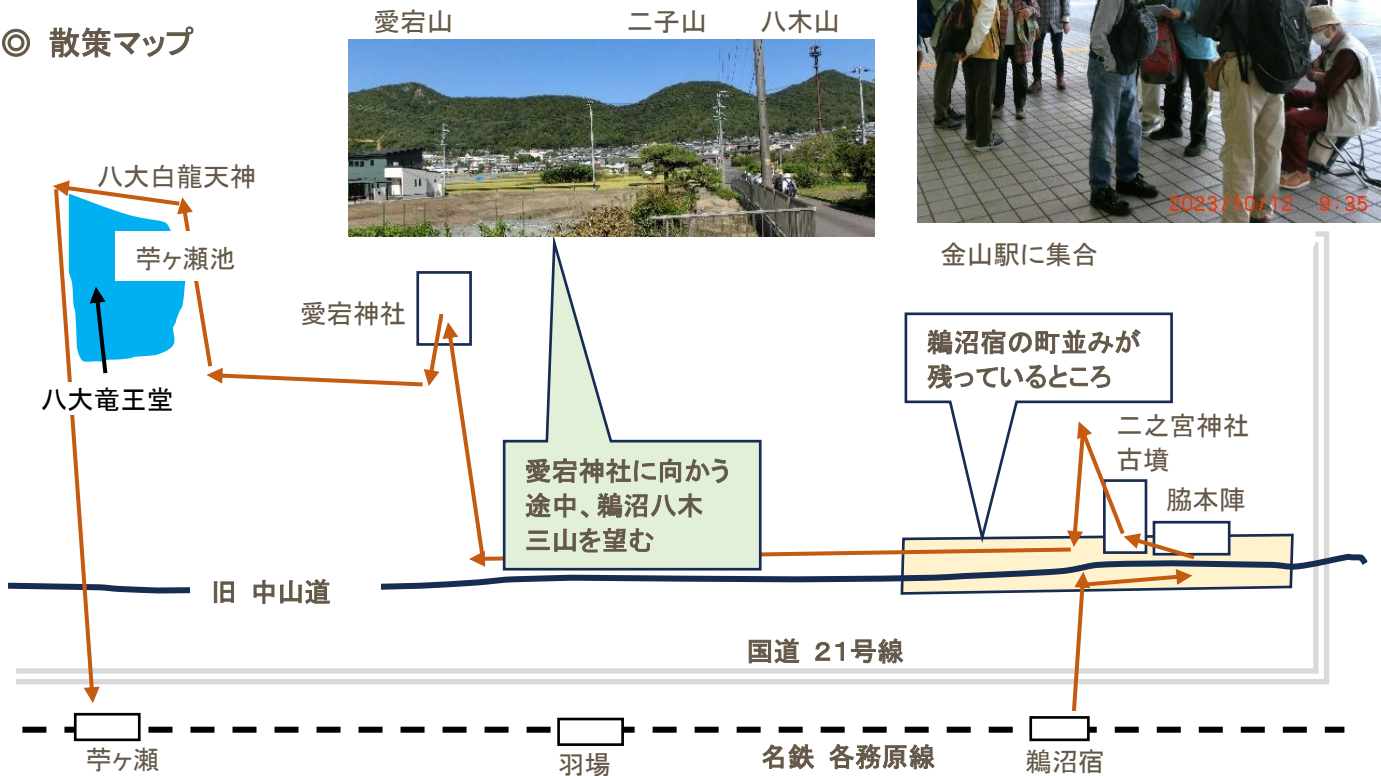 ◎ 散策マップ
愛宕山
二子山
八木山
2023/10/12 9:35
金山駅に集合
八大白龍天神
苧ヶ瀬池
八大竜王堂
愛宕神社
愛宕神社に向かう
途中、鵜沼八木
三山を望む
鵜沼宿の町並みが
残っているところ
二之宮神社
古墳
脇本陣
旧 中山道
国道 21号線
苧ヶ瀬
羽場
名鉄 各務原線
鵜沼宿